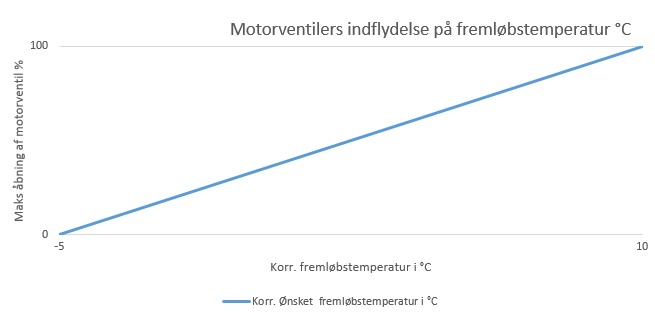 Motorventilers indflydelse på fremløbstemperatur °C
100
Maks åbning af motorventil %
0
-5
10
Korr. fremløbstemperatur i °C
Korr. Ønsket  fremløbstemperatur i °C